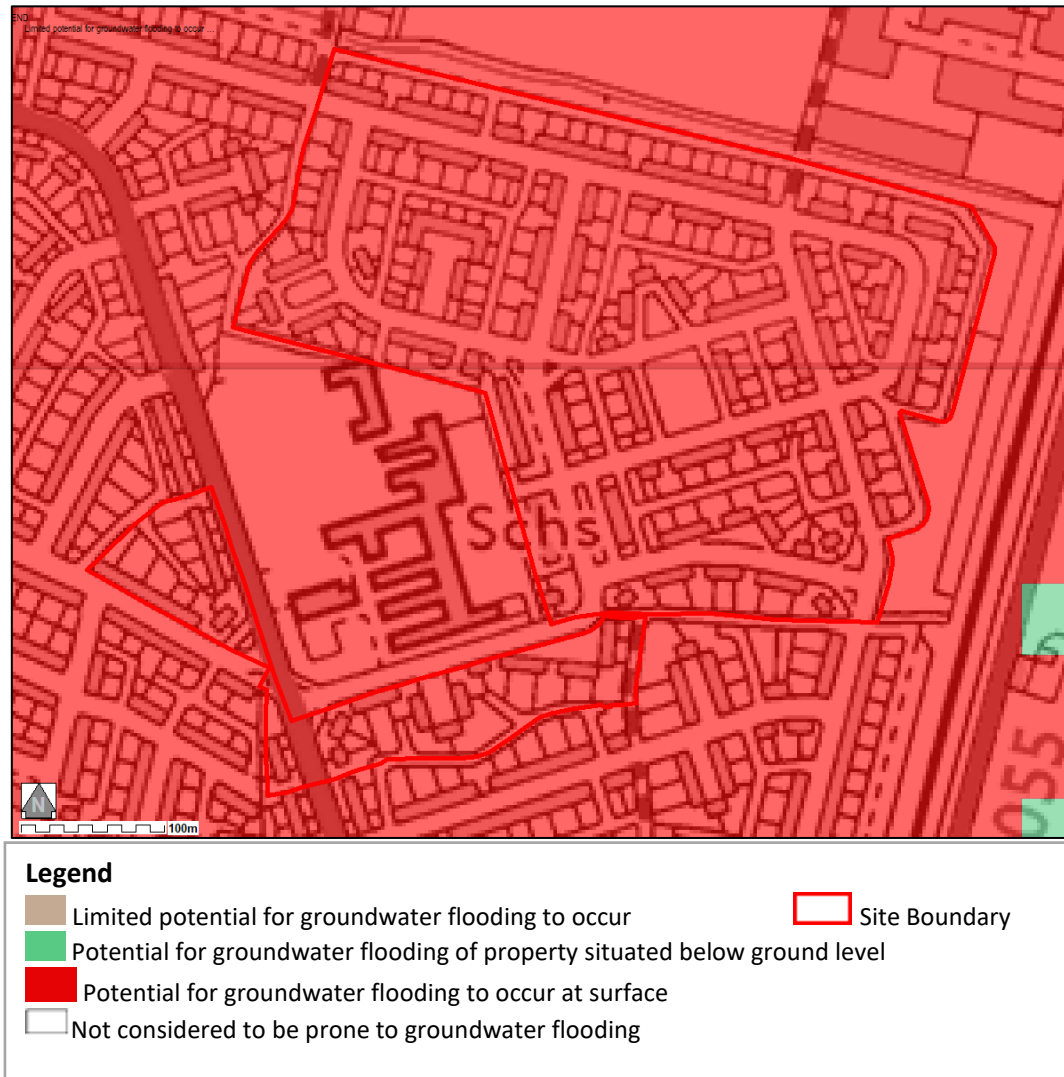 END
Limited potential for groundwater flooding to occur ...
Schs
055
N
100m
Legend
Limited potential for groundwater flooding to occur
Site Boundary
Potential for groundwater flooding of property situated below ground level
Potential for groundwater flooding to occur at surface
Not considered to be prone to groundwater flooding